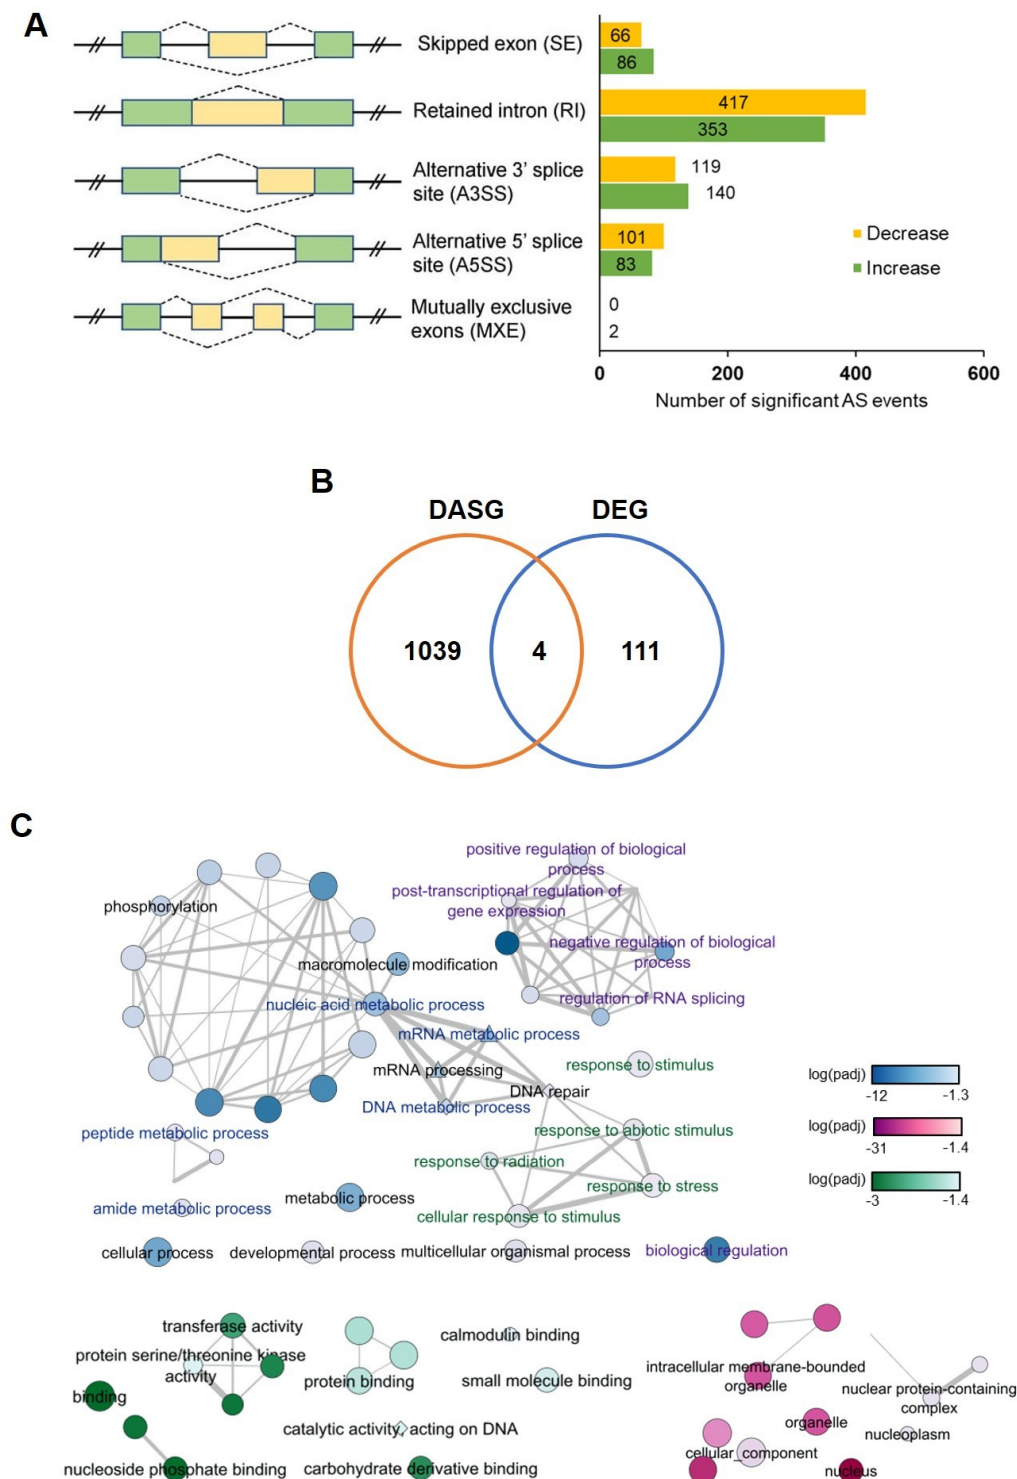 A
Skipped exon (SE)
66
86
Retained intron (RI)
417
353
Alternative 3’ splice
site (A3SS)
119
140
Alternative 5’ splice
site (A5SS)
101
83
Decrease
Increase
Mutually exclusive
exons (MXE)
0
2
0
200
400
600
Number of significant AS events
B
DASG
DEG
1039
4
111
C
positive regulation of biological
process
post-transcriptional regulation of
gene expression
phosphorylation
negative regulation of biological
process
macromolecule modification
nucleic acid metabolic process
regulation of RNA splicing
mRNA metabolic process
mRNA processing
response to stimulus
DNA repair
DNA metabolic process
log(padj)
-12
-1.3
log(padj)
-31
-1.4
log(padj)
-3
-1.4
peptide metabolic process
response to abiotic stimulus
response to radiation
response to stress
amide metabolic process
metabolic process
cellular response to stimulus
cellular process
developmental process
multicellular organismal process
biological regulation
transferase activity
protein serine/threonine kinase
activity
binding
nucleoside phosphate binding
protein binding
calmodulin binding
small molecule binding
catalytic activity, acting on DNA
carbohydrate derivative binding
intracellular membrane-bounded
organelle
nuclear protein-containing
complex
organelle
nucleoplasm
cellular_component
nucleus